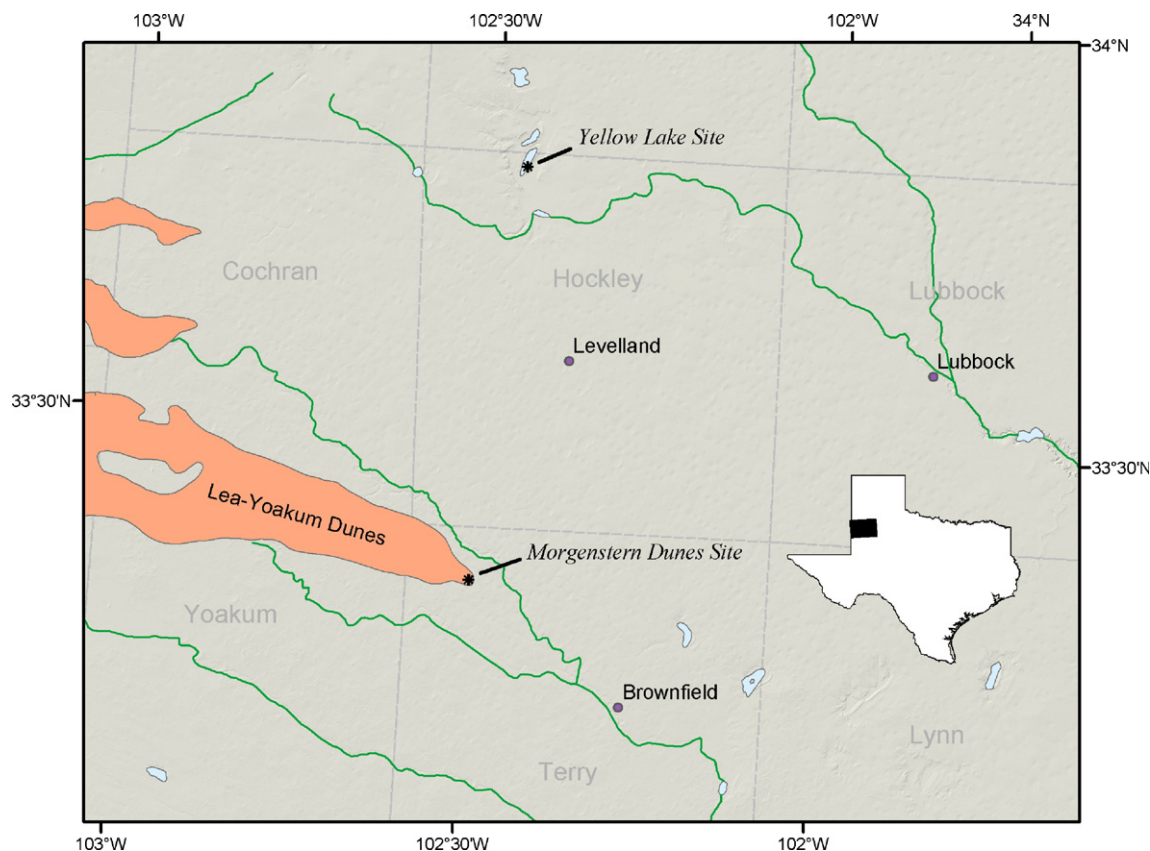 103°W
102°30'W
102°W
34°N
34°N
Yellow Lake Site
Cochran
Hockley
Lubbock
Levelland
Lubbock
33°30'N
33°30'N
Lea-Yoakum Dunes
Morgenstern Dunes Site
Yoakum
Brownfield
Lynn
Terry
103°W
102°30'W
102°W